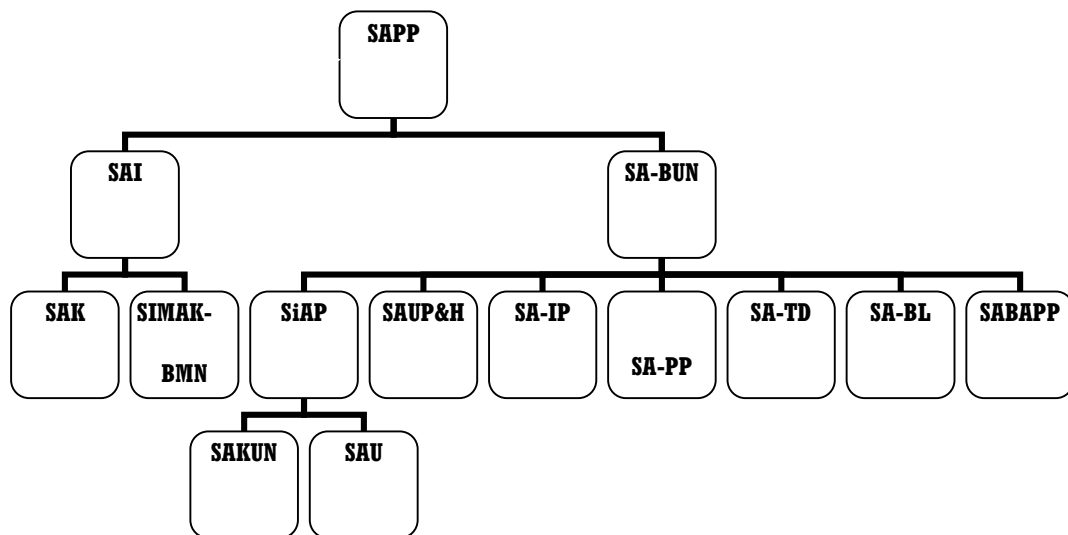 SAPP
SAI
SA-BUN
SAK
SIMAK-
BMN
SiAP
SAUP&H
SA-IP
SA-PP
SA-TD
SA-BL
SABAPP
SAKUN
SAU